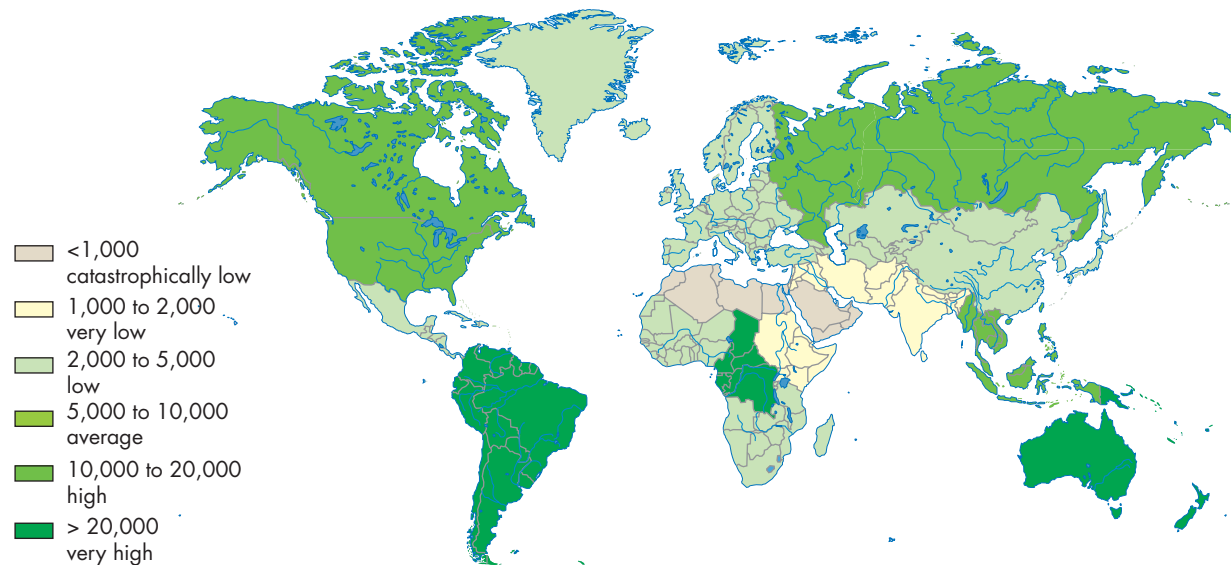 <1,000
catastrophically low
1,000 to 2,000
very low
2,000 to 5,000
low
5,000 to 10,000
average
10,000 to 20,000
high
> 20,000
very high